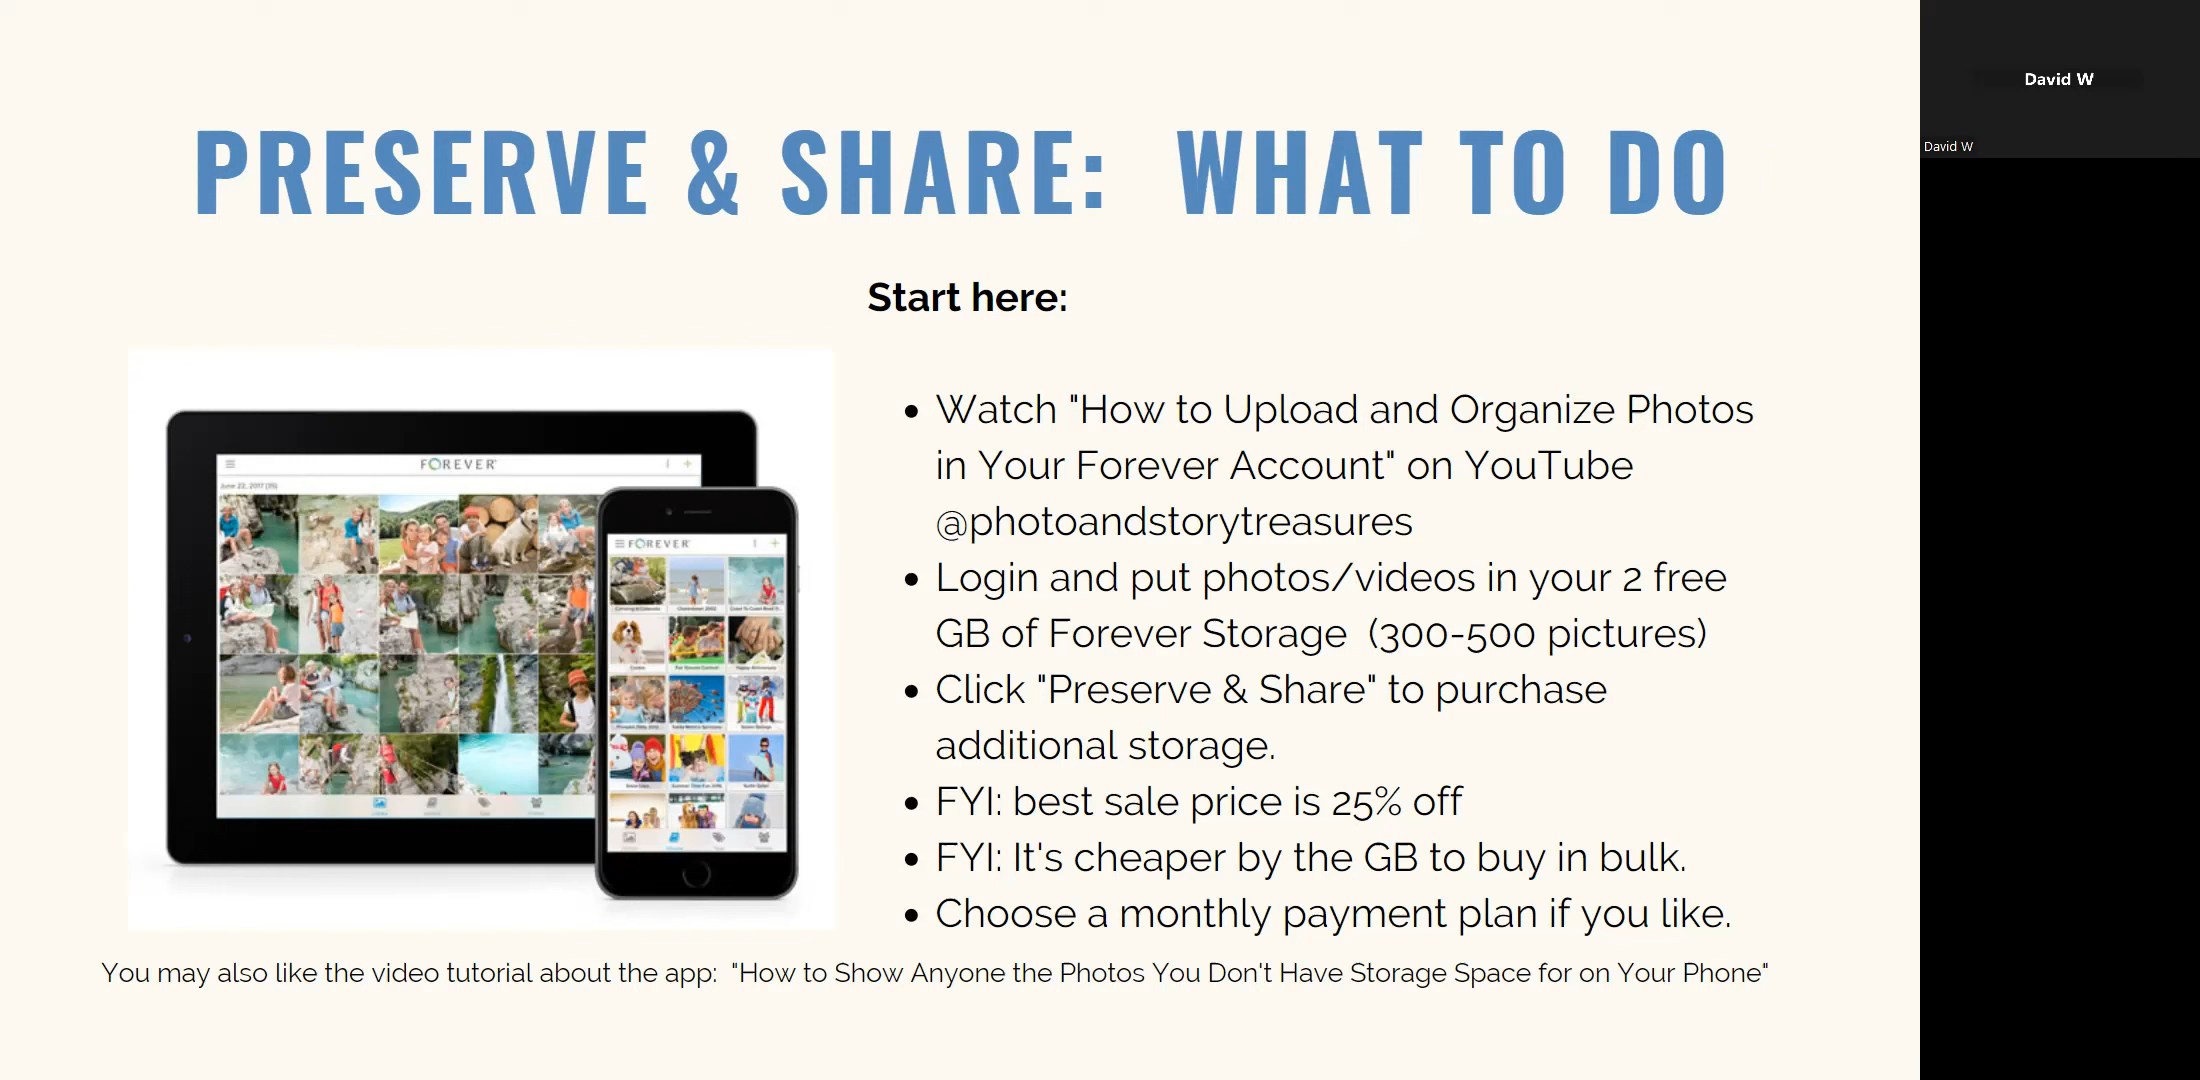 PRESERVE & SHARE: WHAT TO DO
Start here:
Watch "How to Upload and Organize Photos
in Your Forever Account" on YouTube
@photoandstorytreasures
Login and put photos/videos in your 2 free
GB of Forever Storage (300-500 pictures)
Click "Preserve & Share" to purchase
additional storage.
FYI: best sale price is 25% off
FYI: It's cheaper by the GB to buy in bulk.
Choose a monthly payment plan if you like.
FOREVER
June 22, 2017 (35)
FOREVER
You may also like the video tutorial about the app: "How to Show Anyone the Photos You Don't Have Storage Space for on Your Phone"
David W
David W